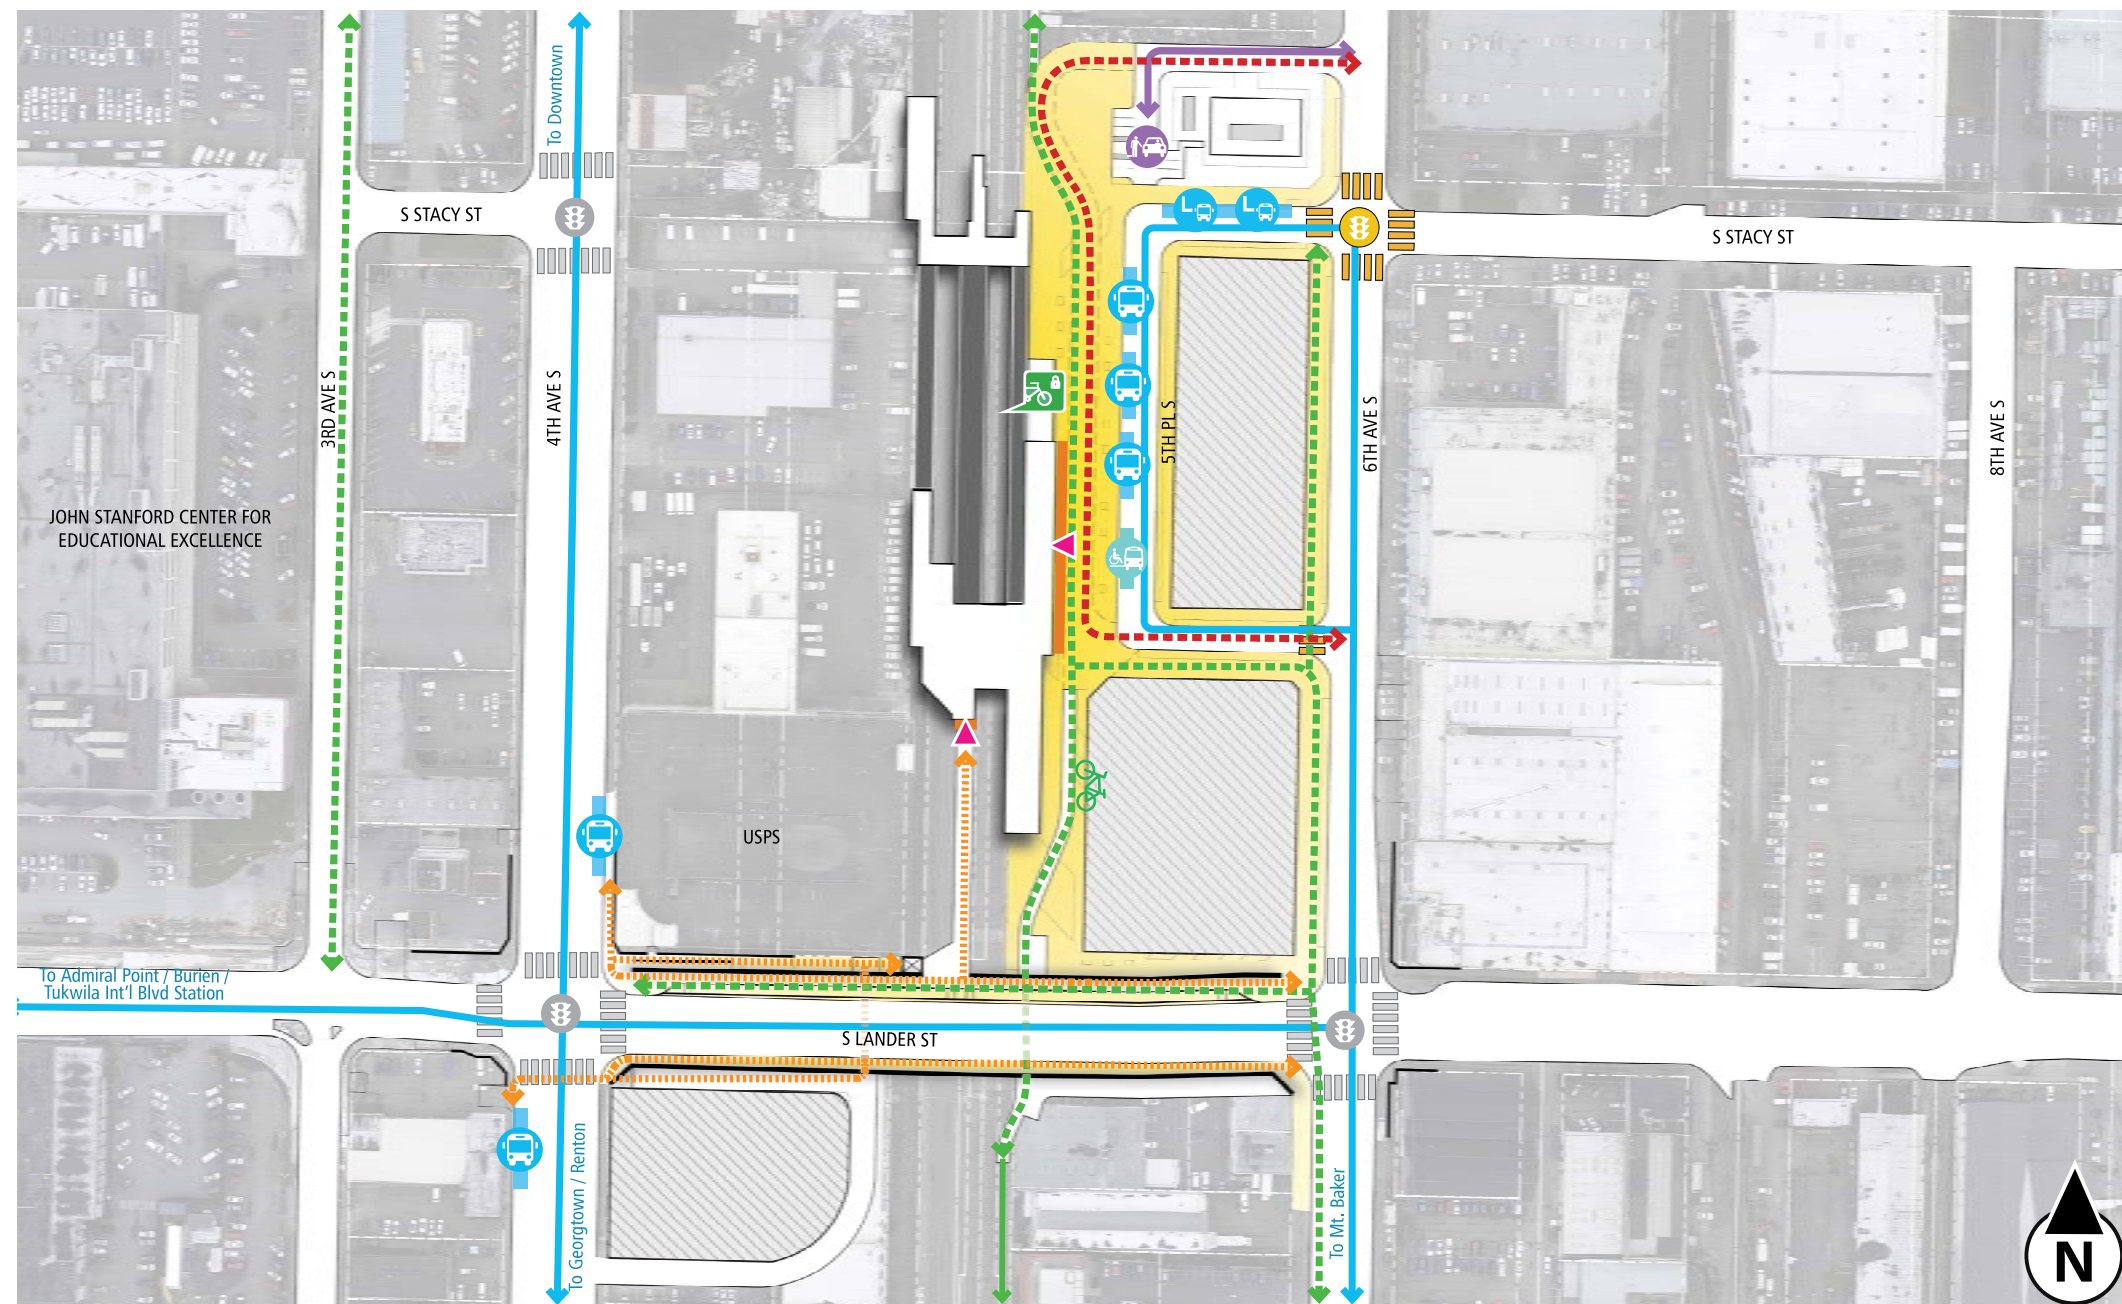 To Downtown
S STACY ST
S STACY ST
3RD AVE S
4TH AVE S
5TH PL S
6TH AVE S
8TH AVE S
JOHN STANFORD CENTER FOR
EDUCATIONAL EXCELLENCE
USPS
To Admiral Point / Burien /
Tukwila Int'l Blvd Station
S LANDER ST
To Georgtown / Renton
To Mt. Baker
L
L
N